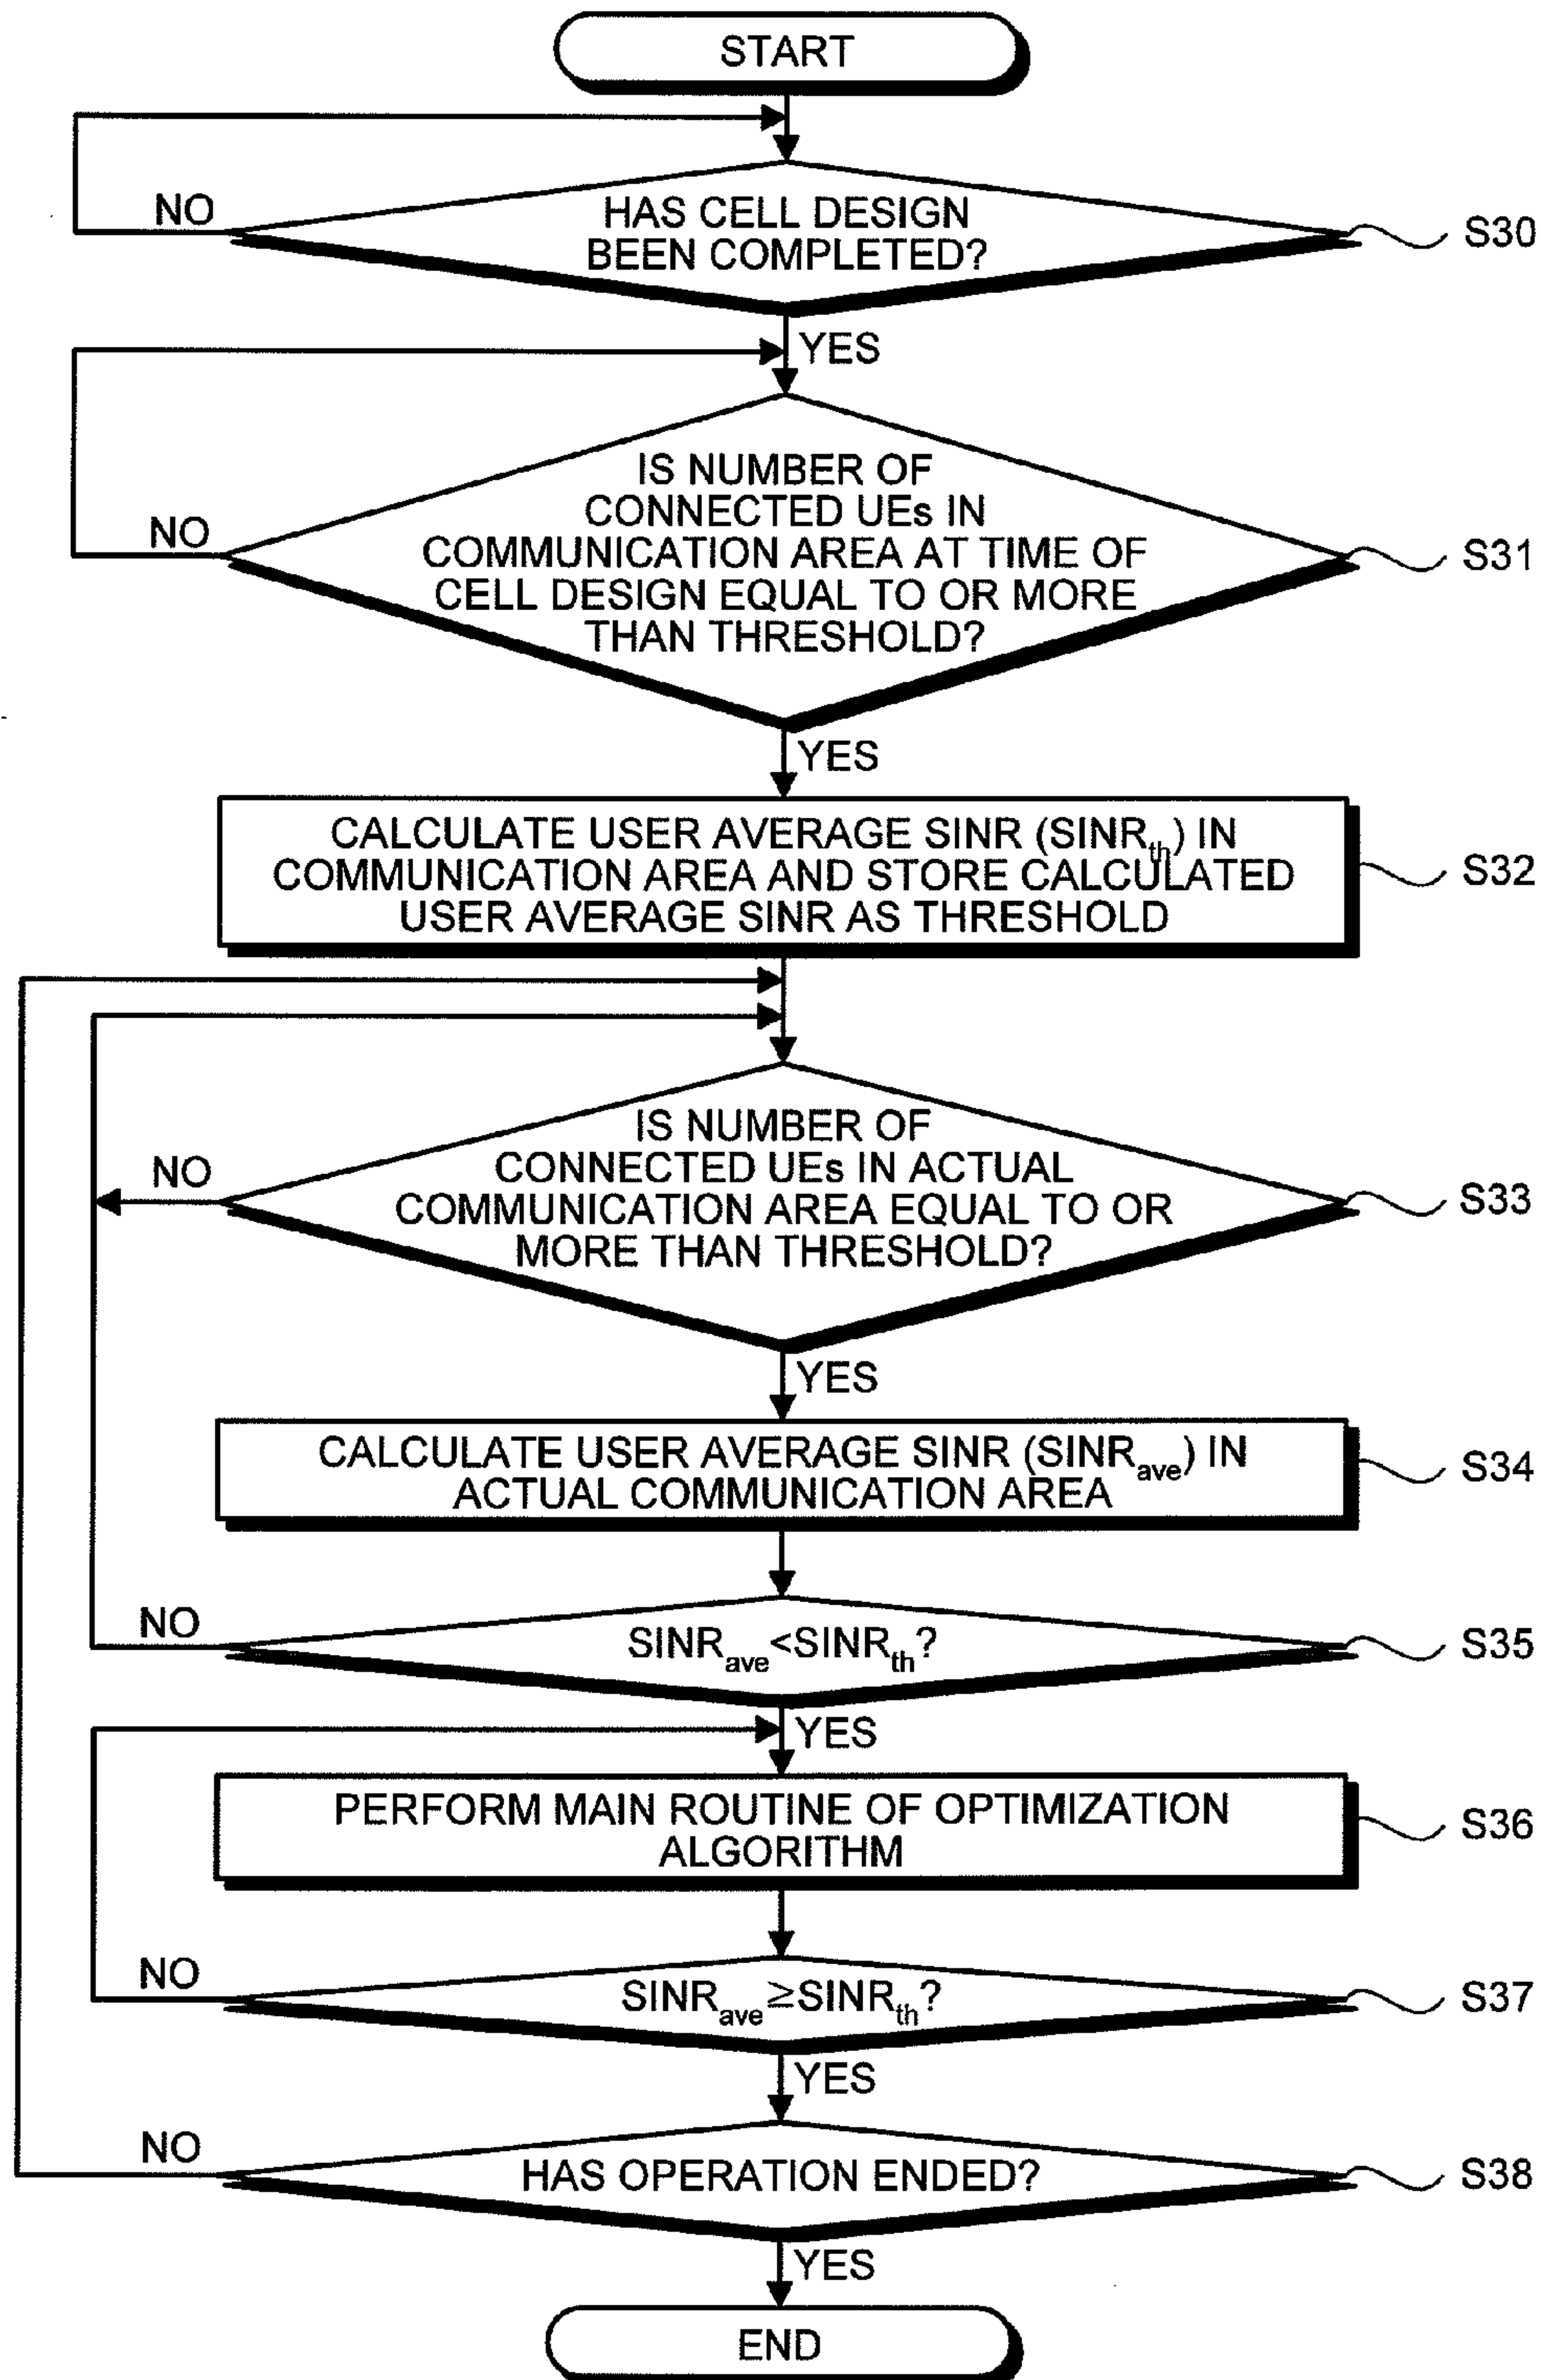 START
NO
HAS CELL DESIGN
BEEN COMPLETED?
S30
YES
NO
IS NUMBER OF
CONNECTED UEs IN
COMMUNICATION AREA AT TIME OF
CELL DESIGN EQUAL TO OR MORE
THAN THRESHOLD?
S31
YES
CALCULATE USER AVERAGE SINR (SINRth) IN
COMMUNICATION AREA AND STORE CALCULATED
USER AVERAGE SINR AS THRESHOLD
S32
NO
IS NUMBER OF
CONNECTED UEs IN ACTUAL
COMMUNICATION AREA EQUAL TO OR
MORE THAN THRESHOLD?
S33
YES
CALCULATE USER AVERAGE SINR (SINRave) IN
ACTUAL COMMUNICATION AREA
S34
NO
SINRave<SINRth?
S35
YES
PERFORM MAIN ROUTINE OF OPTIMIZATION
ALGORITHM
S36
NO
SINRave≥SINRth?
S37
YES
NO
HAS OPERATION ENDED?
S38
YES
END